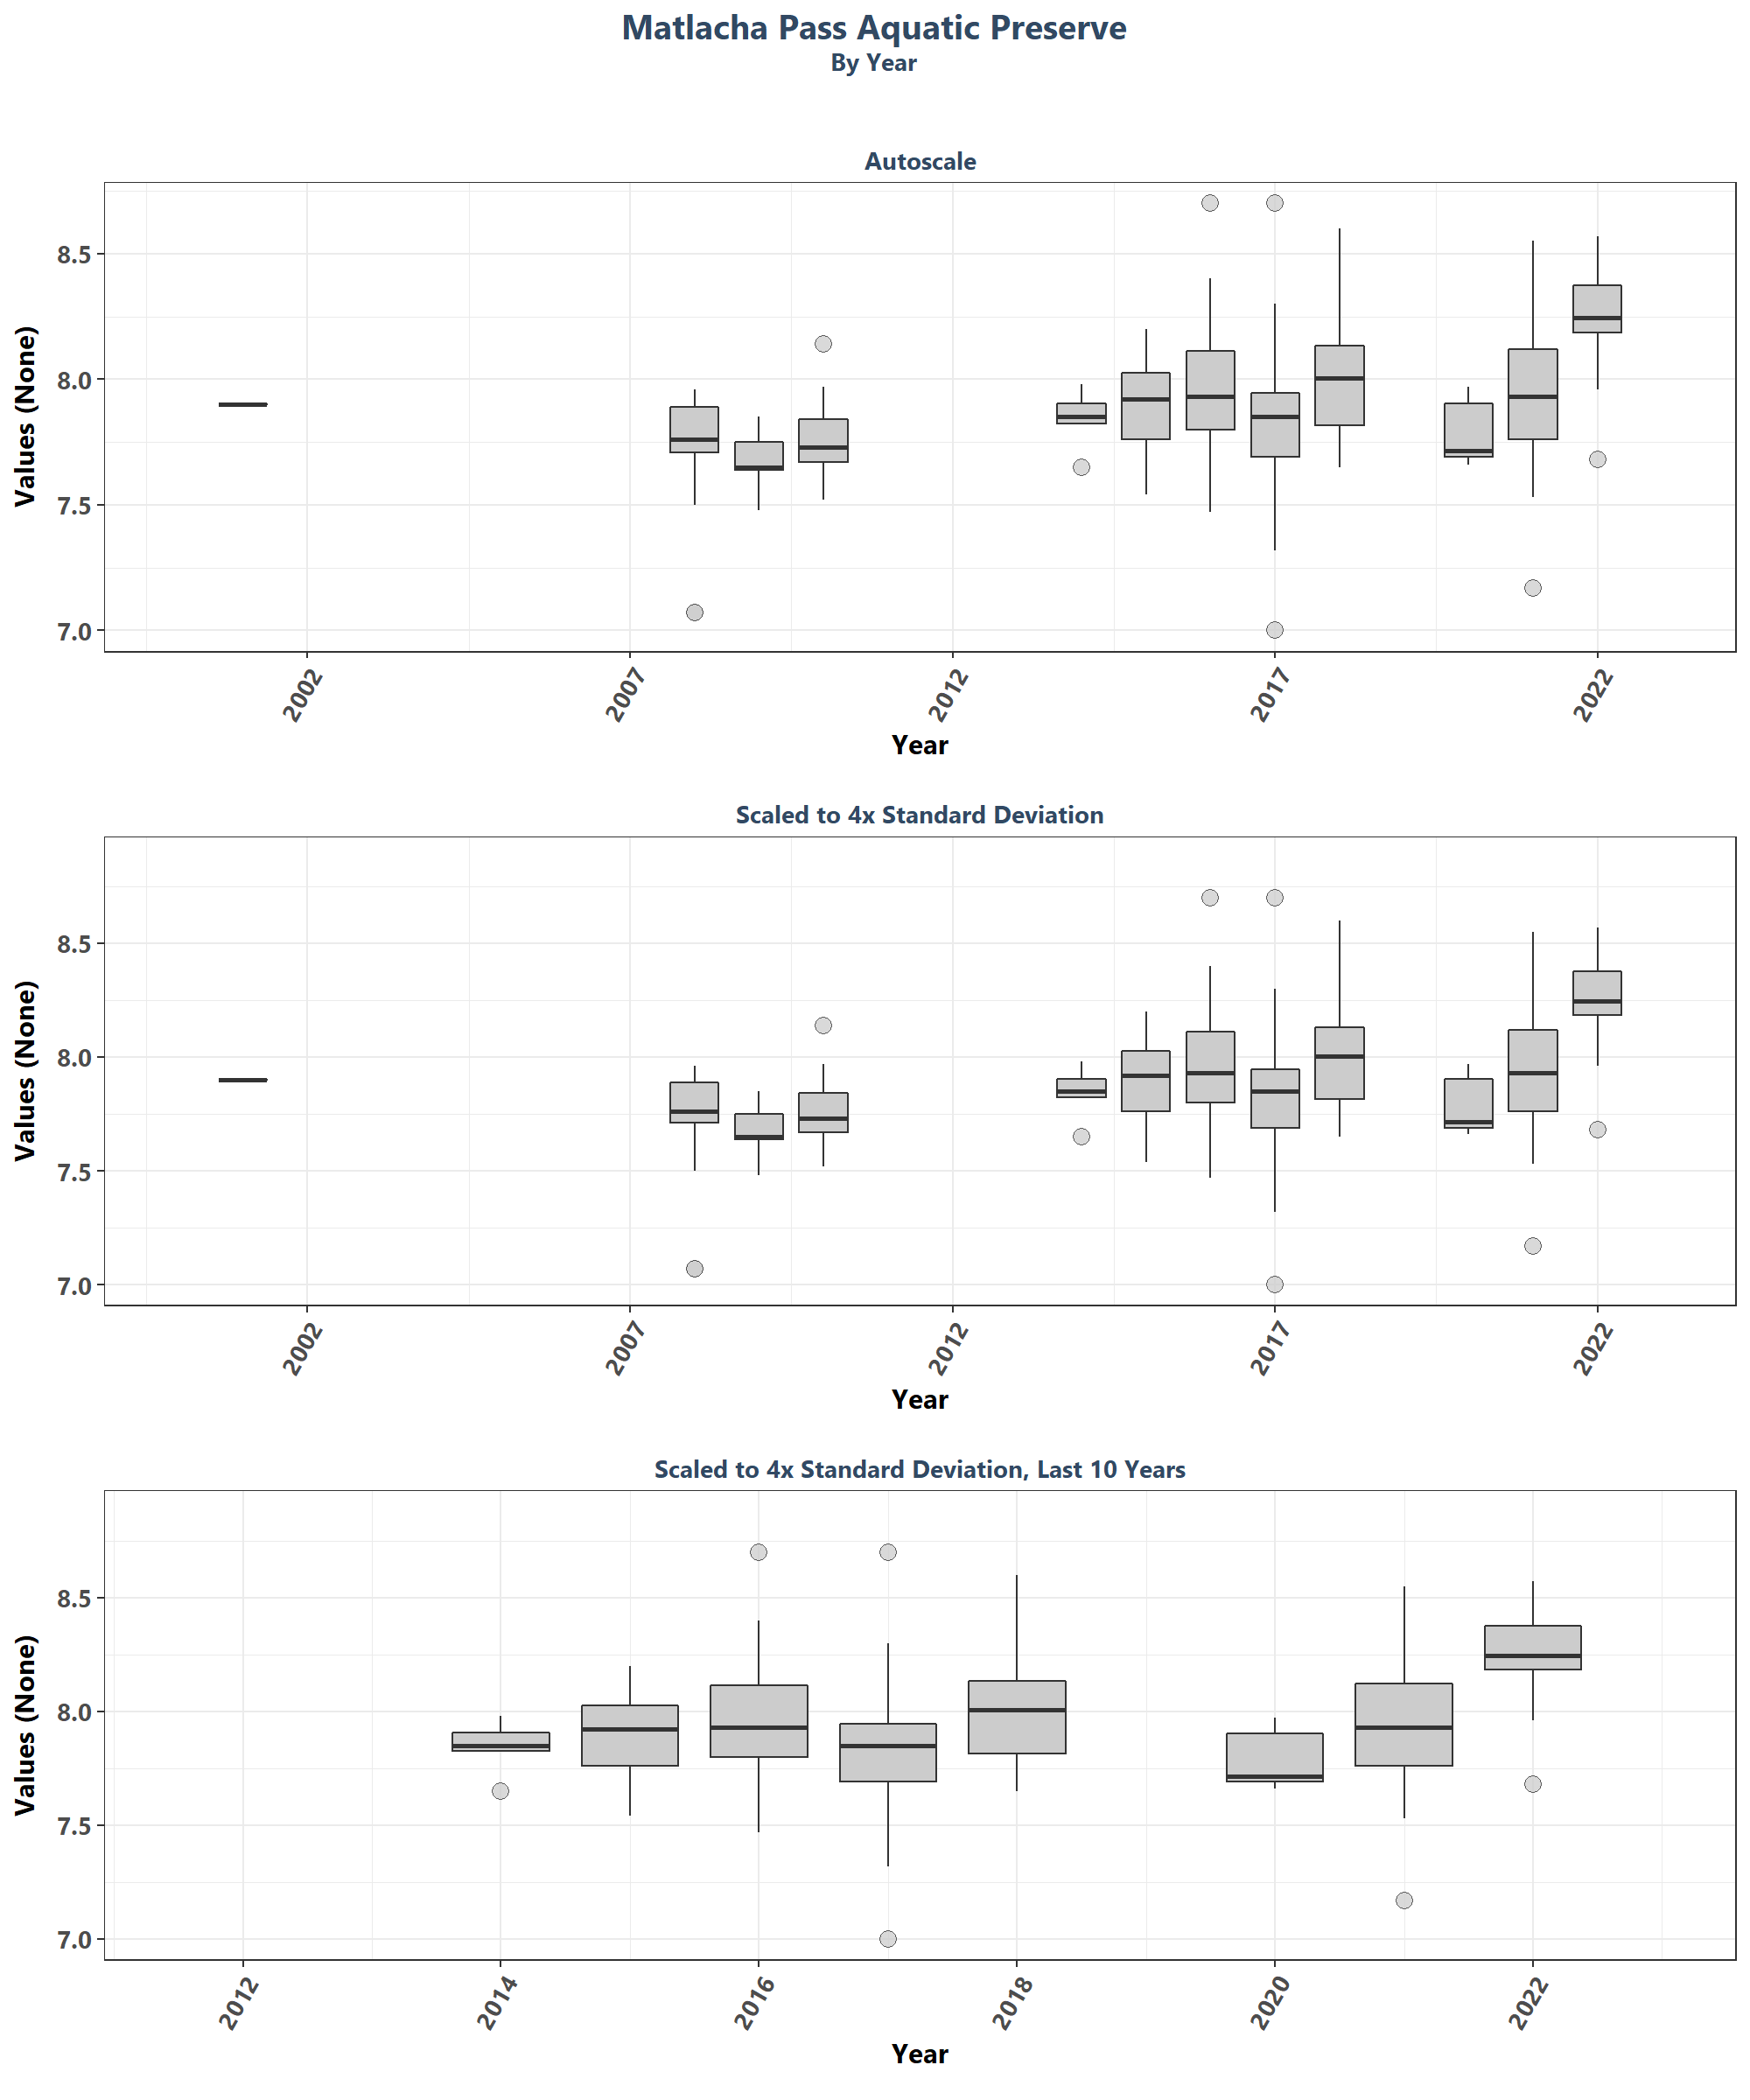 Matlacha Pass Aquatic Preserve
By Year
Autoscale
Values (None)
8.5
8.0
7.5
7.0
2002 2007 2012 2017 2022
Year
Scaled to 4x Standard Deviation
Values (None)
8.5
8.0
7.5
7.0
2002 2007 2012 2017 2022
Year
Scaled to 4x Standard Deviation, Last 10 Years
Values (None)
8.5
8.0
7.5
7.0
2012 2014 2016 2018 2020 2022
Year